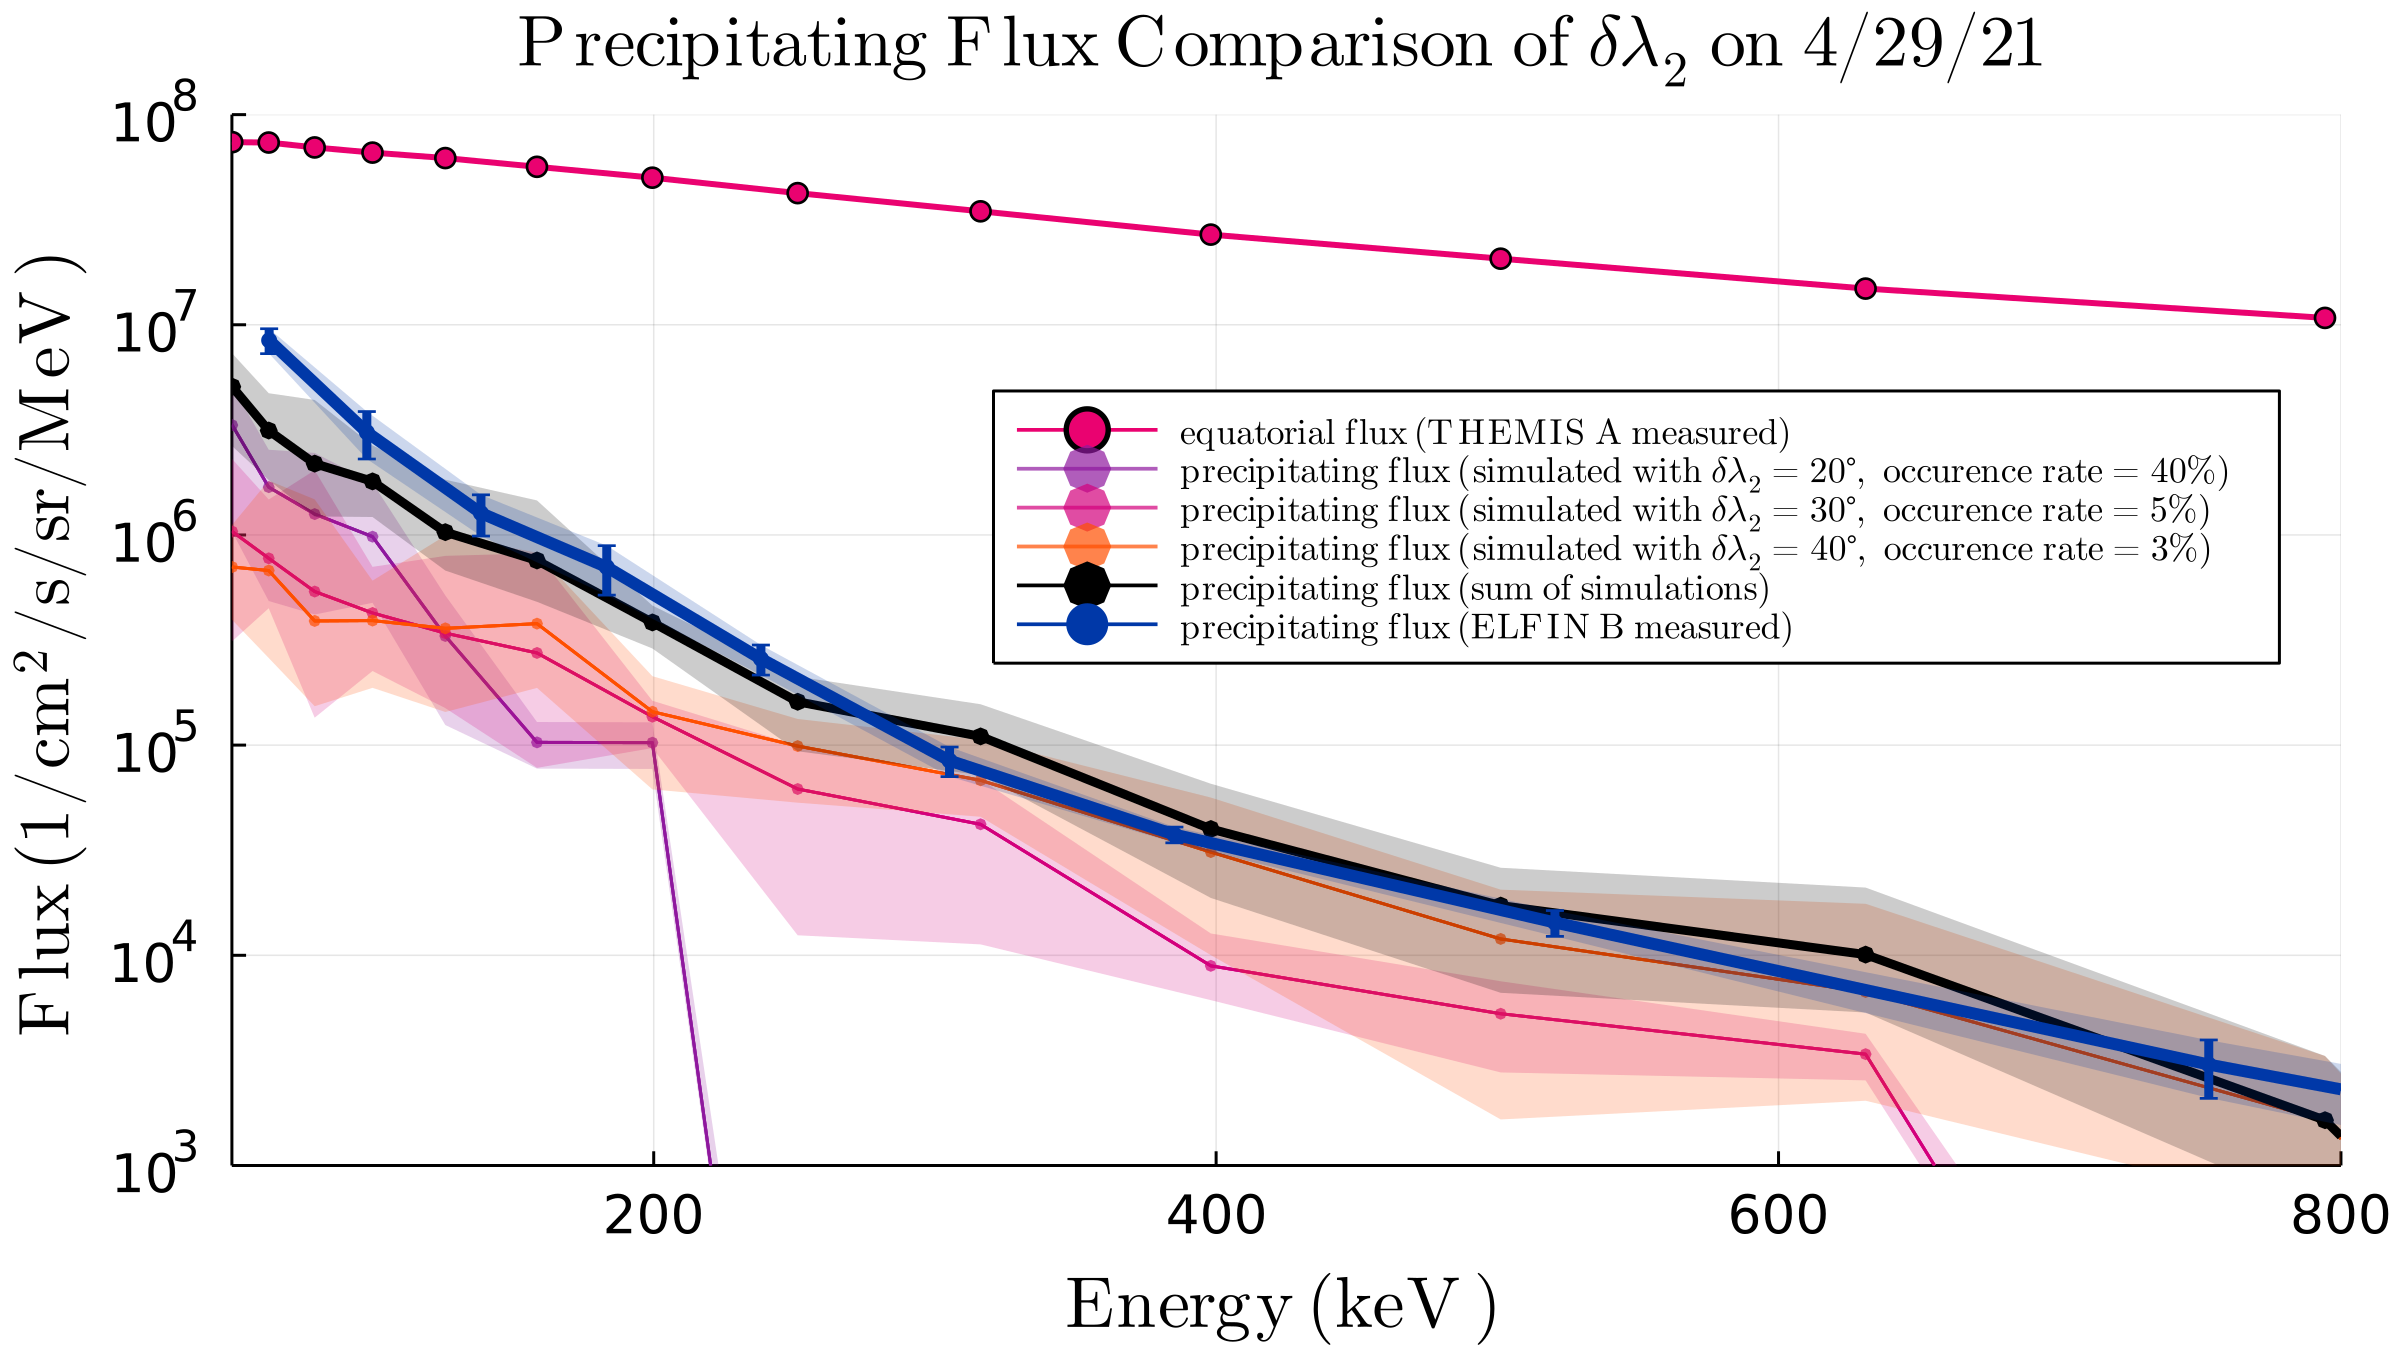 Precipitating Flux Comparison of δλ₂ on 4/29/21
10⁸
10⁷
10⁶
10⁵
10⁴
10³
Flux (1/cm²/s/sr/MeV)
equatorial flux (THEMIS A measured)
precipitating flux (simulated with δλ₂ = 20°, occurence rate = 40%)
precipitating flux (simulated with δλ₂ = 30°, occurence rate = 5%)
precipitating flux (simulated with δλ₂ = 40°, occurence rate = 3%)
precipitating flux (sum of simulations)
precipitating flux (ELFIN B measured)
200 400 600 800
Energy (keV)